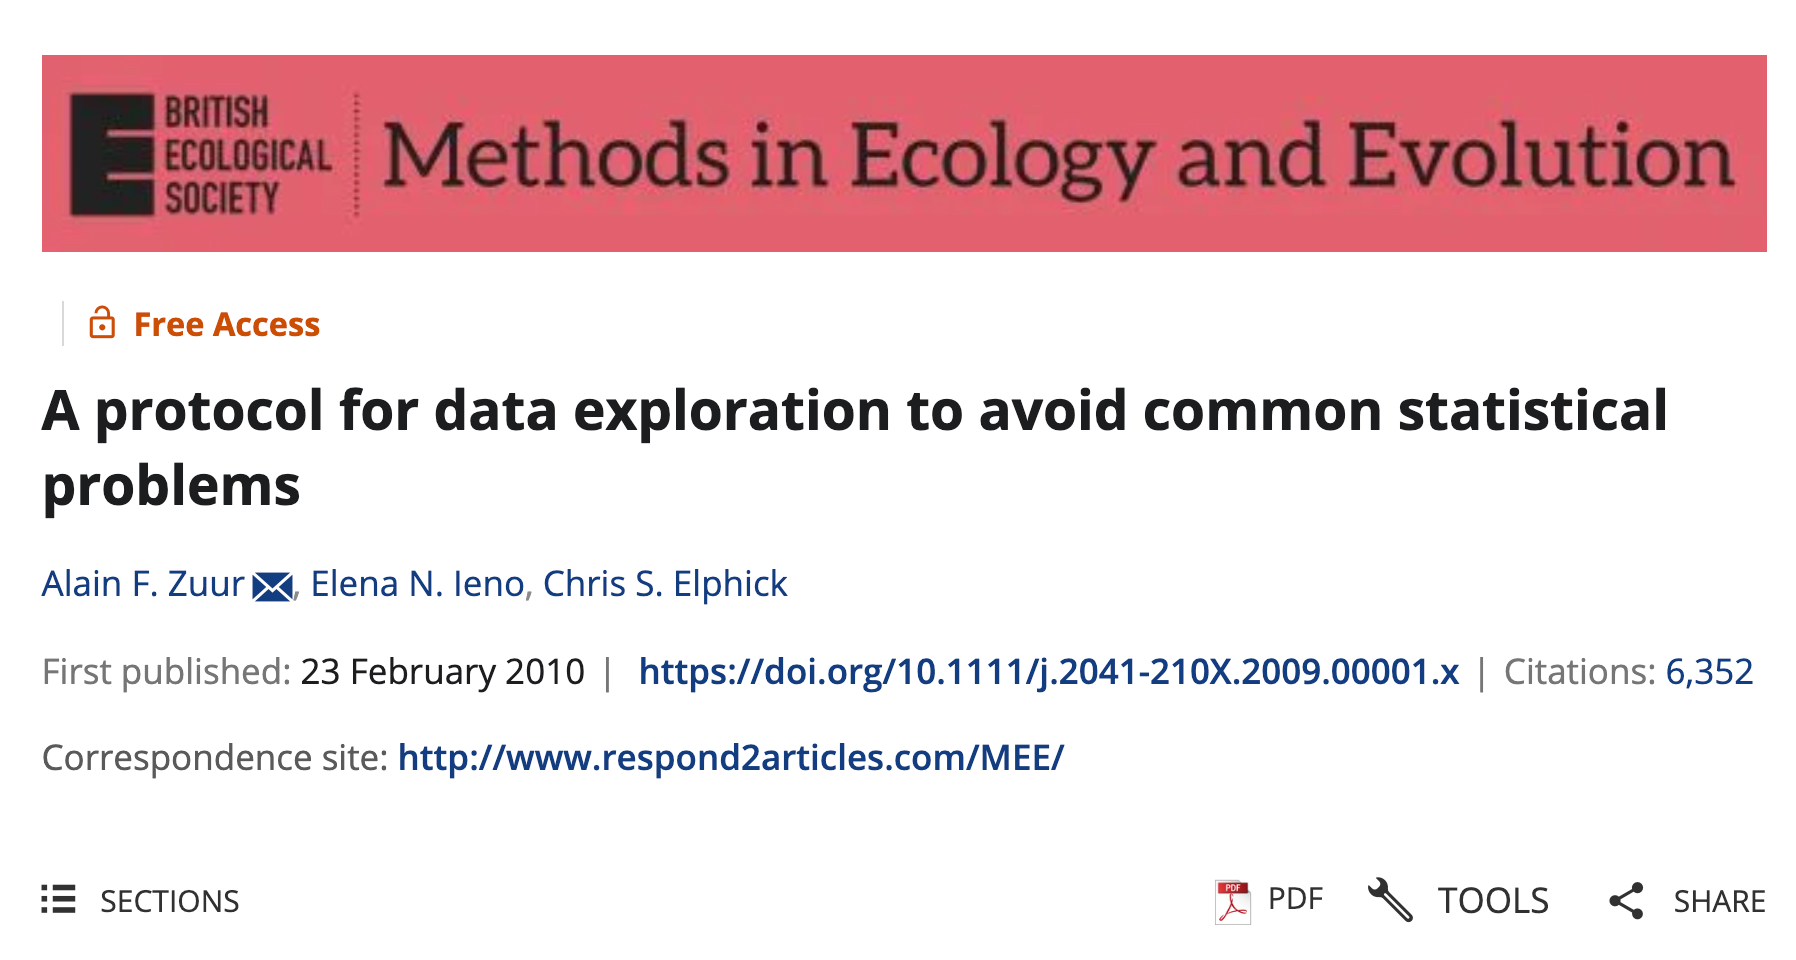 BRITISH
ECOLOGICAL
SOCIETY
Methods in Ecology and Evolution
Free Access
A protocol for data exploration to avoid common statistical
problems
Alain F. Zuur, Elena N. Ieno, Chris S. Elphick
First published: 23 February 2010 | https://doi.org/10.1111/j.2041-210X.2009.00001.x | Citations: 6,352
Correspondence site: http://www.respond2articles.com/MEE/
SECTIONS
PDF
PDF
TOOLS
SHARE